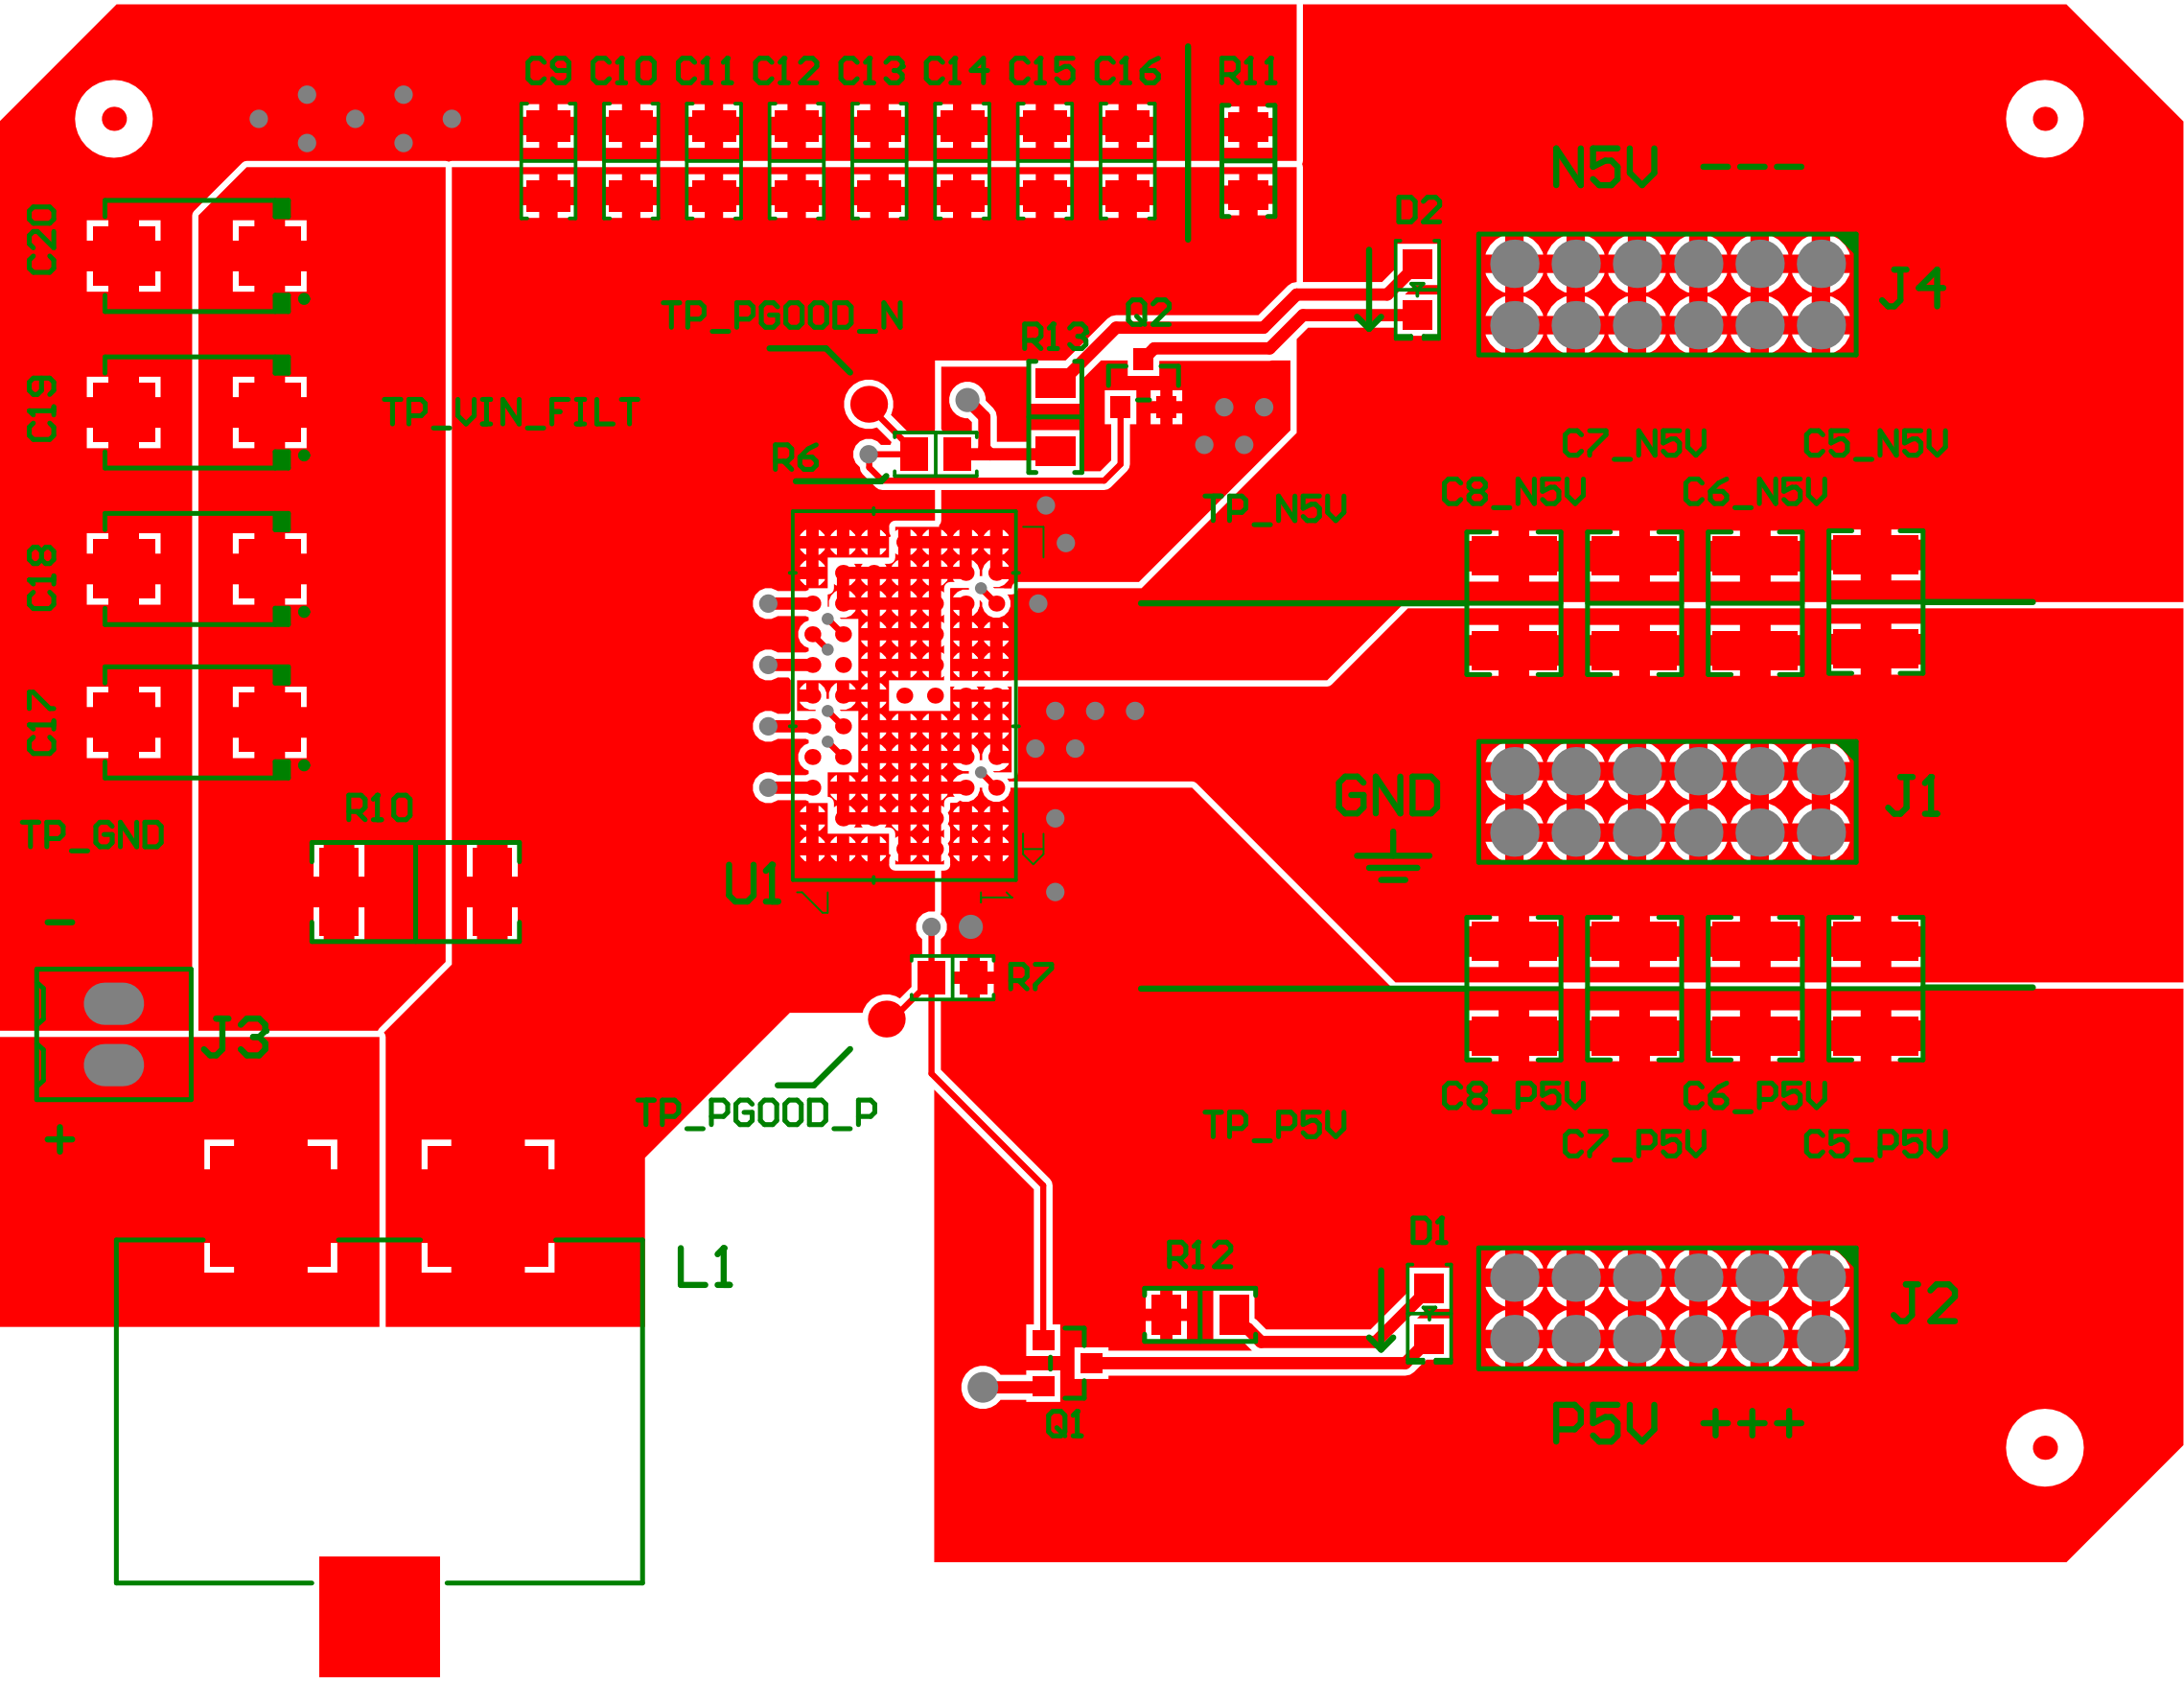 C9 C10 C11 C12 C13 C14 C15 C16 R11
N5V ---
D2
C20
J4
TP_PGOOD_N
R13 Q2
C19
TP_VIN_FILT
R6
C7_N5V C5_N5V
C8_N5V C6_N5V
TP_N5V
C18
C17
R10
GND J1
TP_GND
U1
-
R7
J3
TP_PGOOD_P
TP_P5V
C8_P5V C6_P5V
C7_P5V C5_P5V
+
D1
R12
L1
J2
Q1
P5V +++